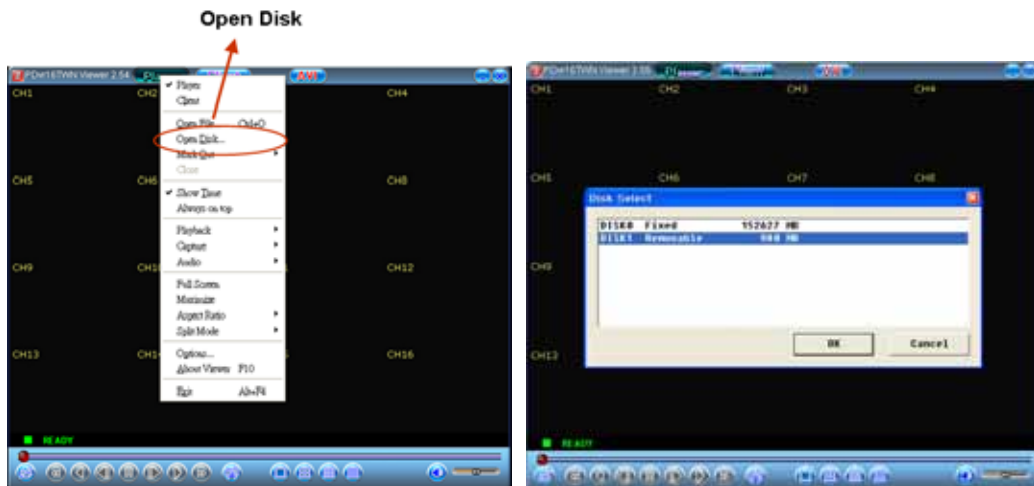 Open Disk
Viewer 2.54
CH1
CH2
CH4
CH5
CH6
CH8
CH9
CH12
CH13
CH16
Player
Client
Open File... Ctrl+O
Open Disk...
Close
Show Time
Always on top
Playback
Capture
Audio
Full Screen
Maximize
Aspect Ratio
Split Mode
Options...
About Viewer F10
Exit Alt+F4
READY
CH1
CH2
CH3
CH4
CH5
CH6
CH7
CH8
CH9
CH13
Disk Select
DISK0 Fixed 152627 MB
DISK1 Removable MB
OK
Cancel
READY